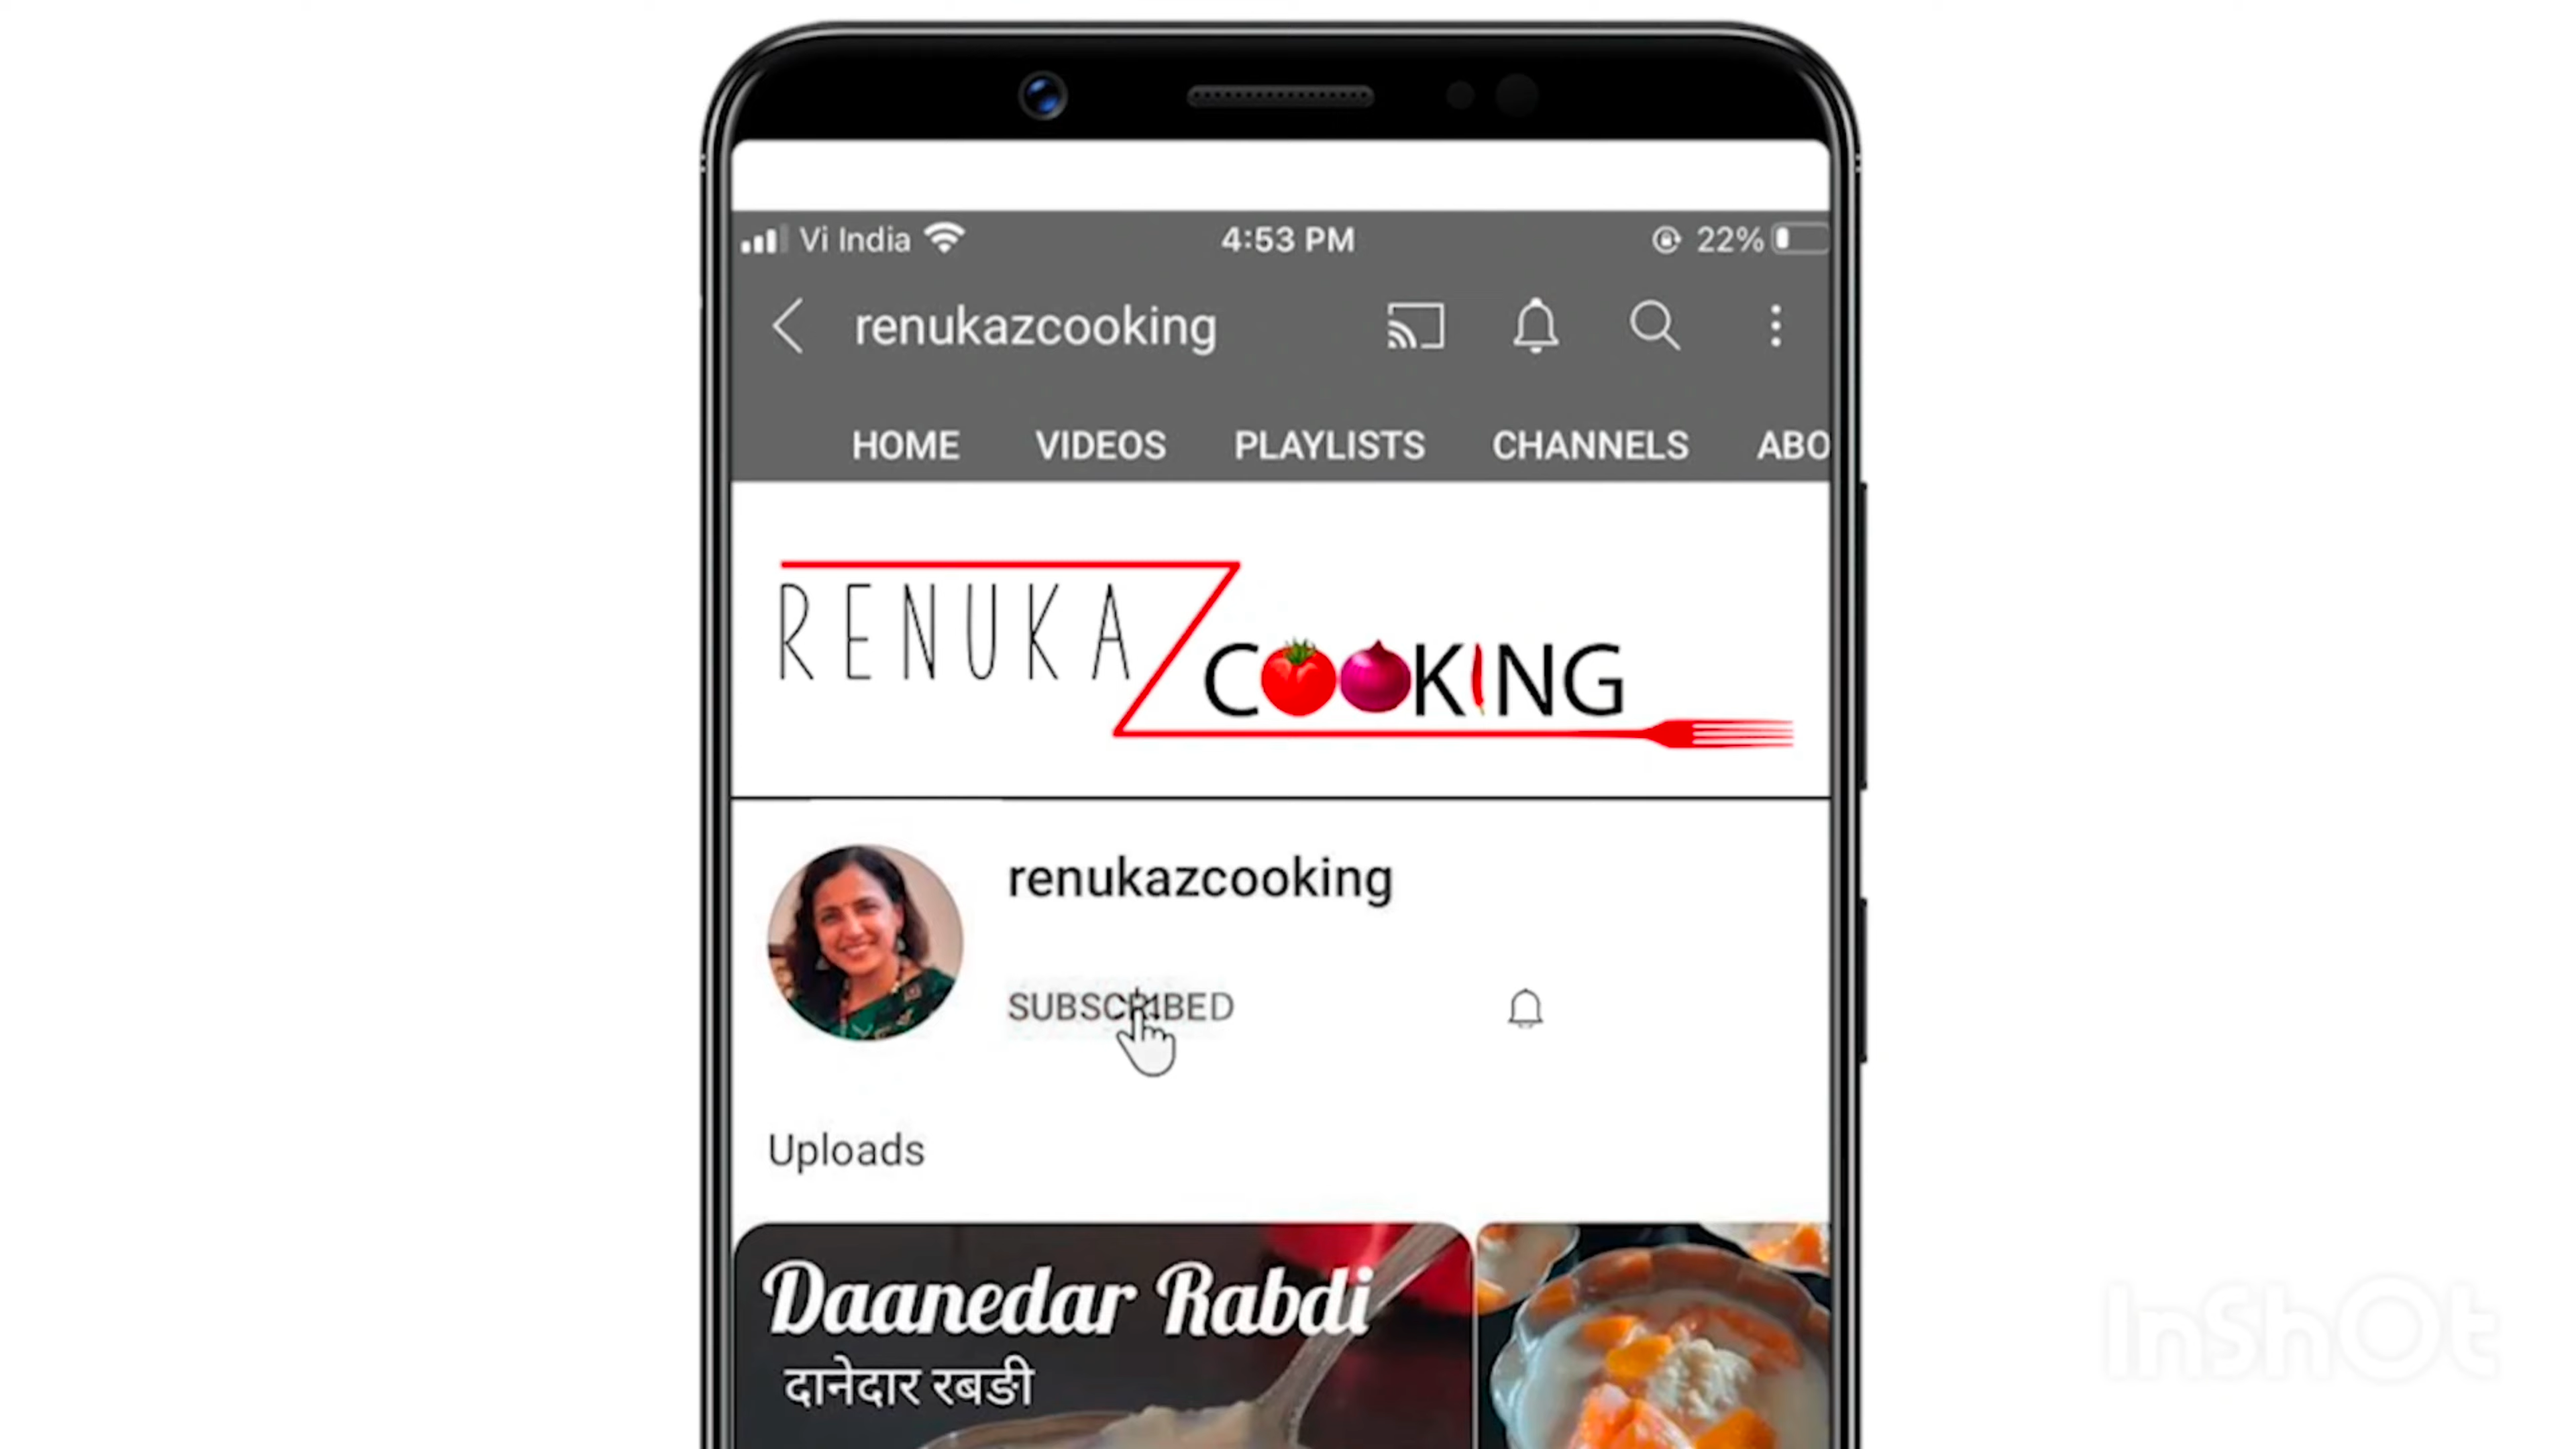 Vi India 4:53 PM 22%
renukazcooking
HOME VIDEOS PLAYLISTS CHANNELS ABO
RENUKA
Z
COOKING
renukazcooking
SUBSCRIBED
Uploads
Daanedar Rabdi
दानेदार रबडी
InShOt